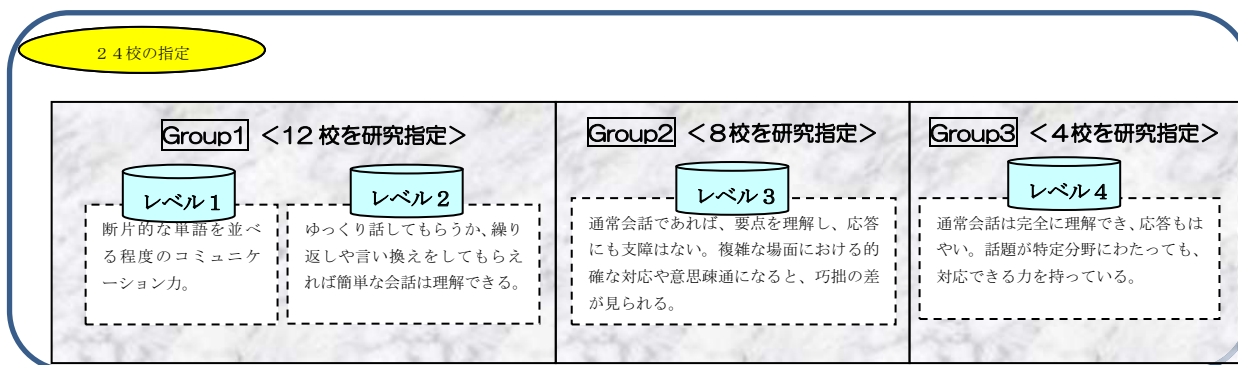 ２４校の指定
Group1 ＜12校を研究指定＞
レベル１
断片的な単語を並べ
る程度のコミュニケ
ーション力。
レベル２
ゆっくり話してもらうか、繰り
返しや言い換えをしてもらえ
れば簡単な会話は理解できる。
Group2 ＜８校を研究指定＞
レベル３
通常会話であれば、要点を理解し、応答
にも支障はない。複雑な場面における的
確な対応や意思疎通になると、巧拙の差
が見られる。
Group3 ＜４校を研究指定＞
レベル４
通常会話は完全に理解でき、応答もは
やい。話題が特定分野にわたっても、
対応できる力を持っている。